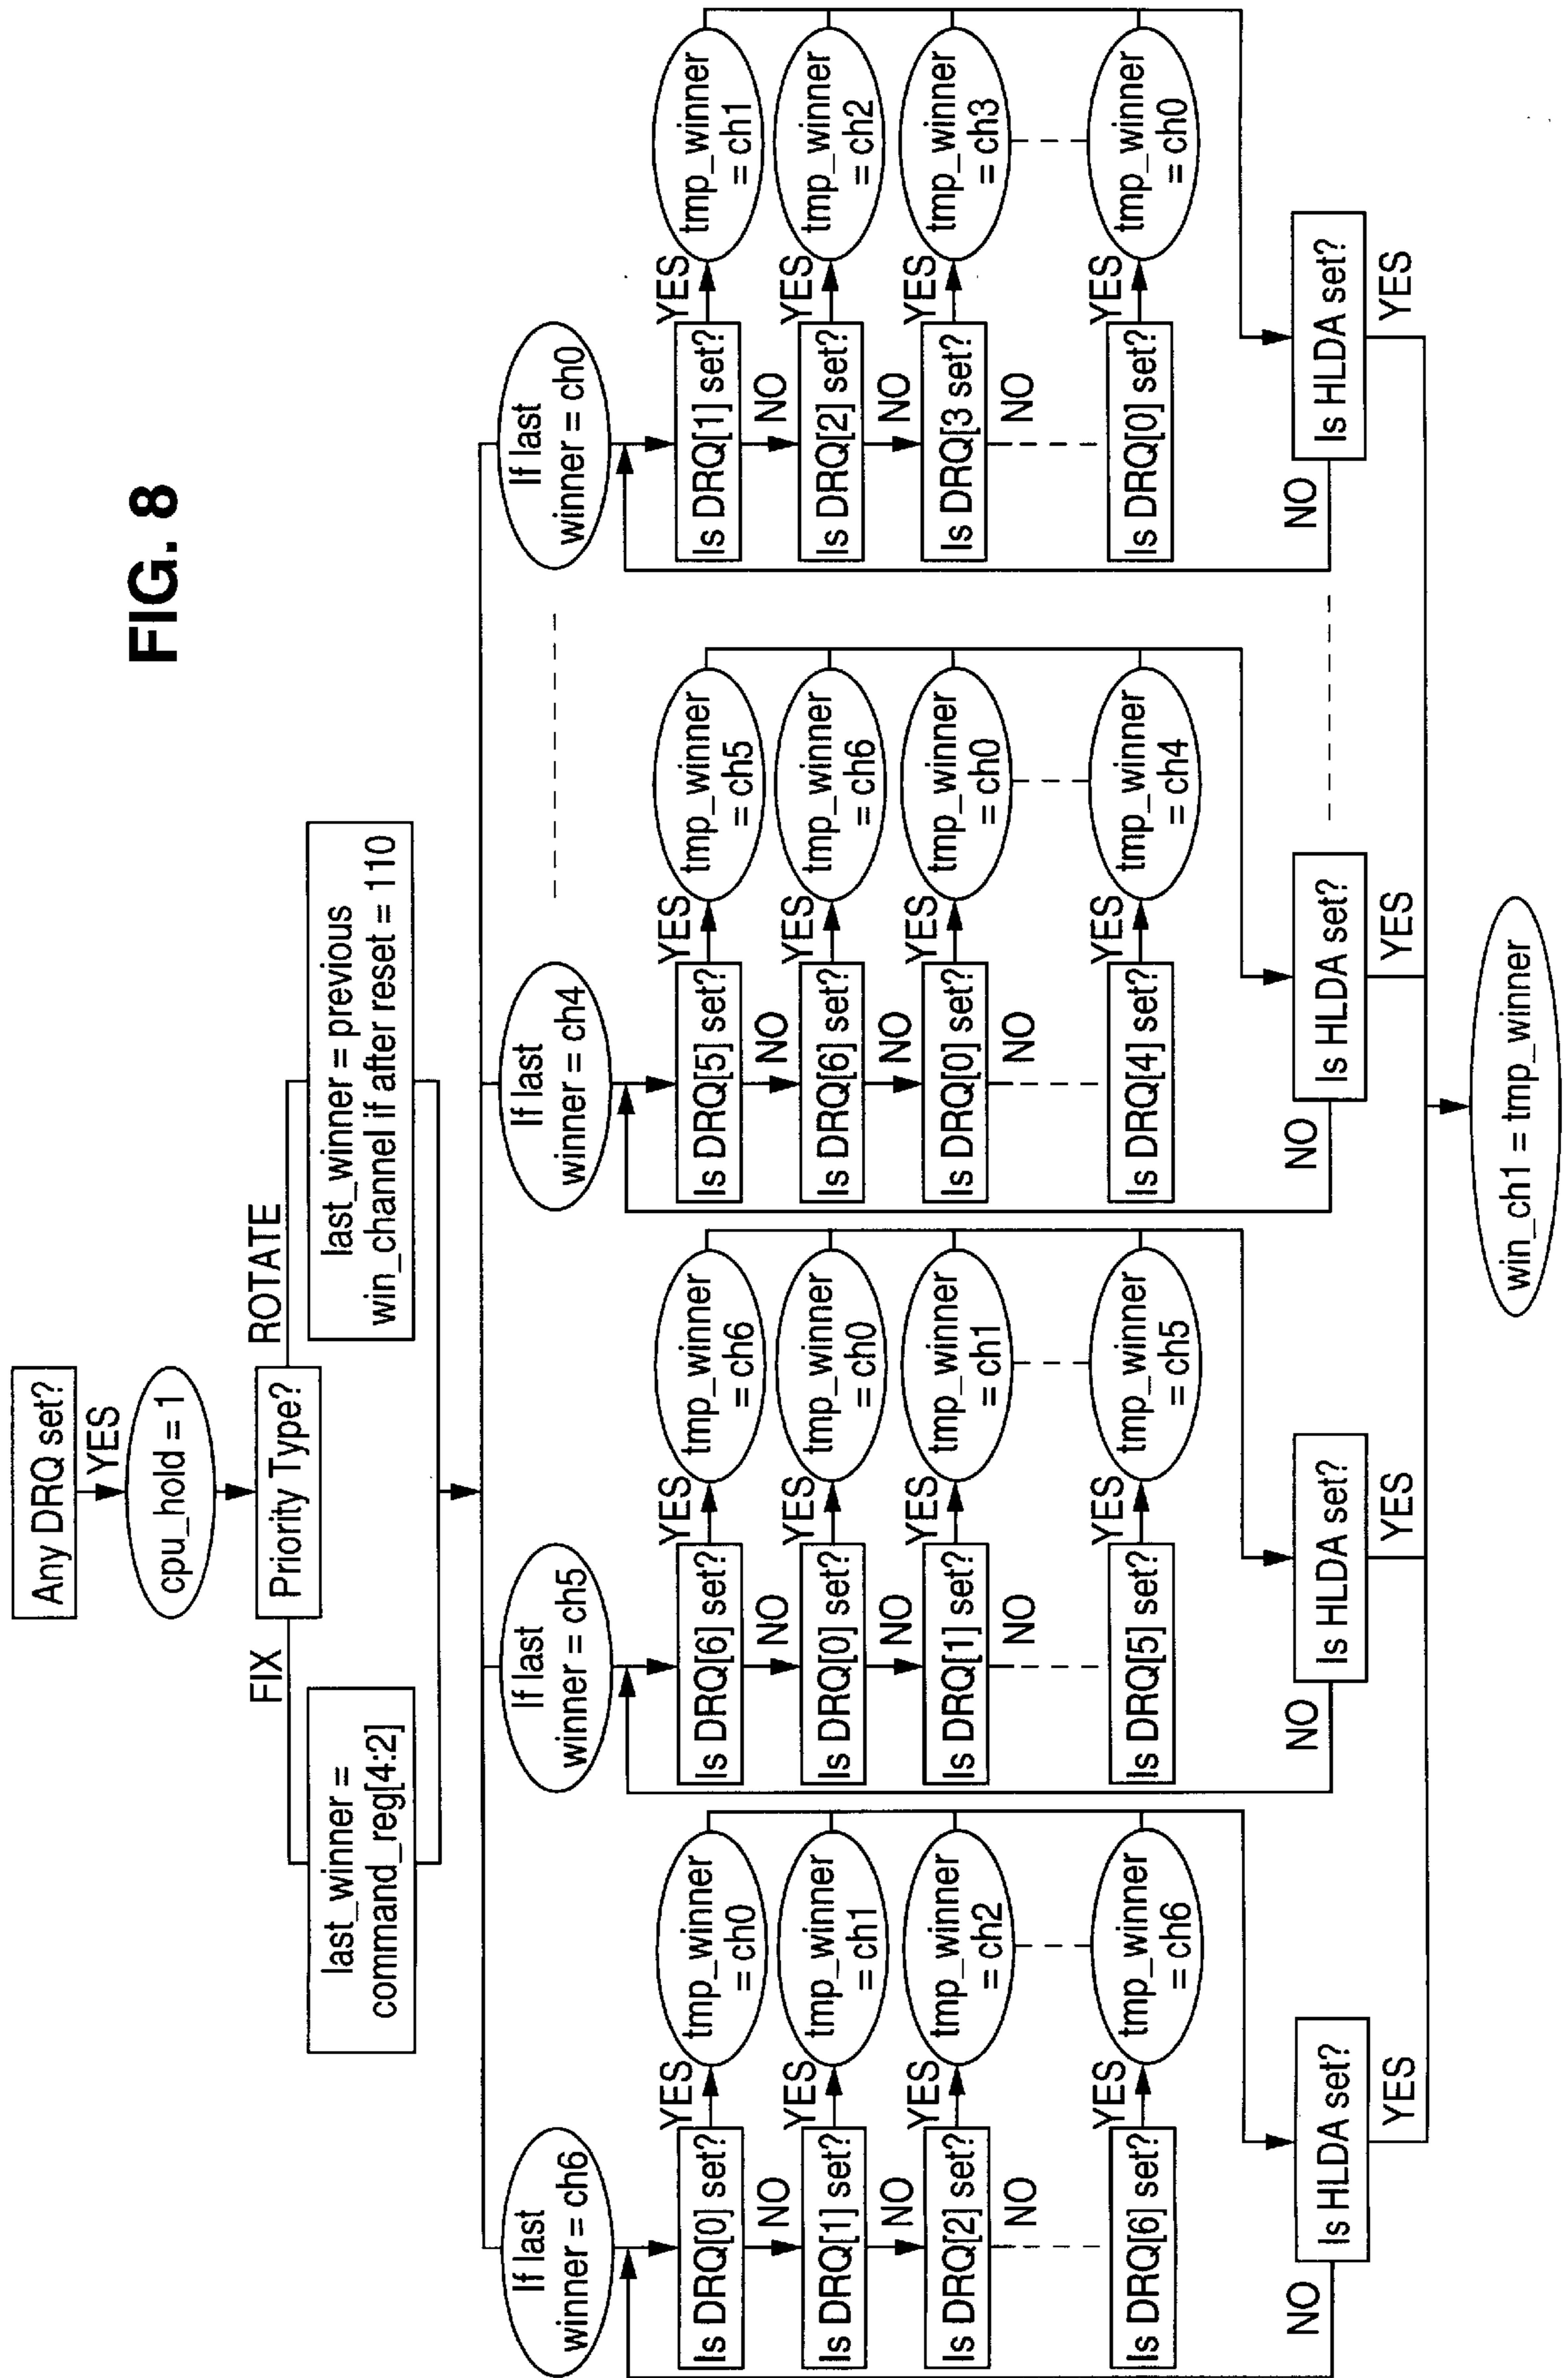 FIG. 8
Any DRQ set?
YES
cpu_hold = 1
Priority Type?
FIX
ROTATE
last_winner =
command_reg[4:2]
last_winner = previous
win_channel if after reset = 110
If last
winner = ch6
Is DRQ[0] set?
YES
tmp_winner
= ch0
NO
Is DRQ[1] set?
YES
tmp_winner
= ch1
NO
Is DRQ[2] set?
YES
tmp_winner
= ch2
NO
Is DRQ[6] set?
YES
tmp_winner
= ch6
Is HLDA set?
NO
YES
If last
winner = ch5
Is DRQ[6] set?
YES
tmp_winner
= ch6
NO
Is DRQ[0] set?
YES
tmp_winner
= ch0
NO
Is DRQ[1] set?
YES
tmp_winner
= ch1
NO
Is DRQ[5] set?
YES
tmp_winner
= ch5
Is HLDA set?
NO
YES
If last
winner = ch4
Is DRQ[5] set?
YES
tmp_winner
= ch5
NO
Is DRQ[6] set?
YES
tmp_winner
= ch6
NO
Is DRQ[0] set?
YES
tmp_winner
= ch0
NO
Is DRQ[4] set?
YES
tmp_winner
= ch4
Is HLDA set?
NO
YES
If last
winner = ch0
Is DRQ[1] set?
YES
tmp_winner
= ch1
NO
Is DRQ[2] set?
YES
tmp_winner
= ch2
NO
Is DRQ[3 set?
YES
tmp_winner
= ch3
NO
Is DRQ[0] set?
YES
tmp_winner
= ch0
Is HLDA set?
NO
YES
win_ch1 = tmp_winner